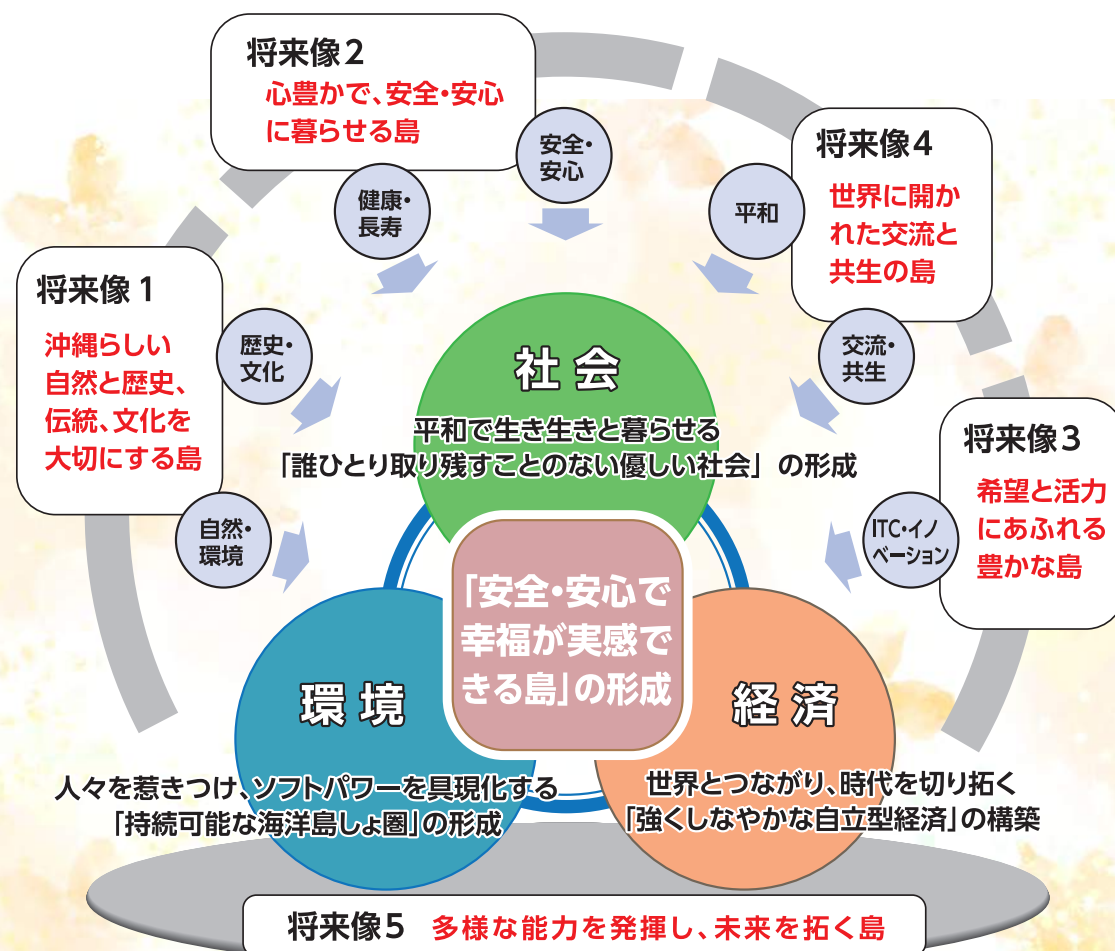 将来像2
心豊かで、安全・安心
に暮らせる島
安全・
安心
健康・
長寿
将来像4
世界に開か
れた交流と
共生の島
平和
将来像1
沖縄らしい
自然と歴史、
伝統、文化を
大切にする島
歴史・
文化
交流・
共生
自然・
環境
将来像3
希望と活力
にあふれる
豊かな島
ITC・イノ
ベーション
社会
平和で生き生きと暮らせる
「誰ひとり取り残すことのない優しい社会」の形成
「安全・安心で
幸福が実感で
きる島」の形成
環境
人々を惹きつけ、ソフトパワーを具現化する
「持続可能な海洋島しょ圏」の形成
経済
世界とつながり、時代を切り拓く
「強くしなやかな自立型経済」の構築
将来像5 多様な能力を発揮し、未来を拓く島